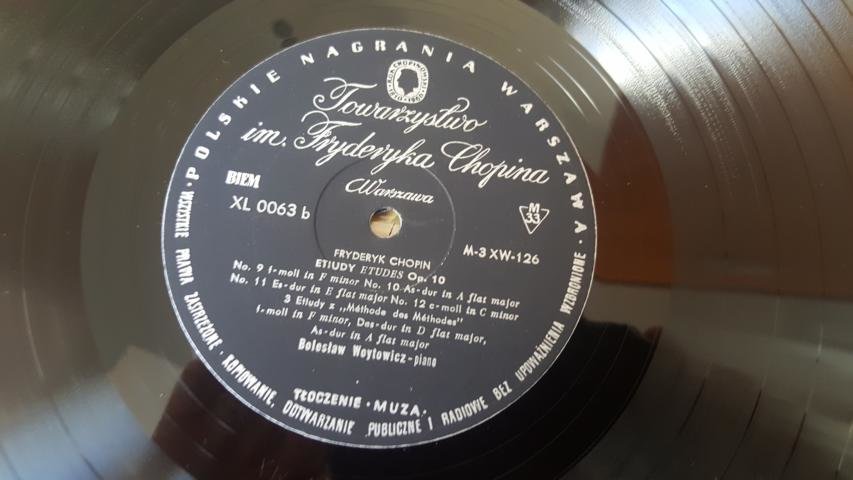 POLSKIE NAGRANIA WARSZAWA
Towarzystwo
im. Fryderyka Chopina
Warszawa
BIEM
XL 0063 b
M
33
M-3 XW-126
FRYDERYK CHOPIN
ETIUDY ETUDES Op. 10
No. 9 f-moll in F minor No. 10 As-dur in A flat major
No. 11 Es-dur in E flat major No. 12 c-moll in C minor
3 Etiudy z „Méthode des Méthodes"
f-moll in F minor, Des-dur in D flat major,
As-dur in A flat major
Bolesław Woytowicz - piano
TŁOCZENIE · MUZA ·
· WSZYSTKIE PRAWA ZASTRZEŻONE · KOPIOWANIE, ODTWARZANIE PUBLICZNE I RADIOWE BEZ UPOWAŻNIENIA WZBRONIONE ·